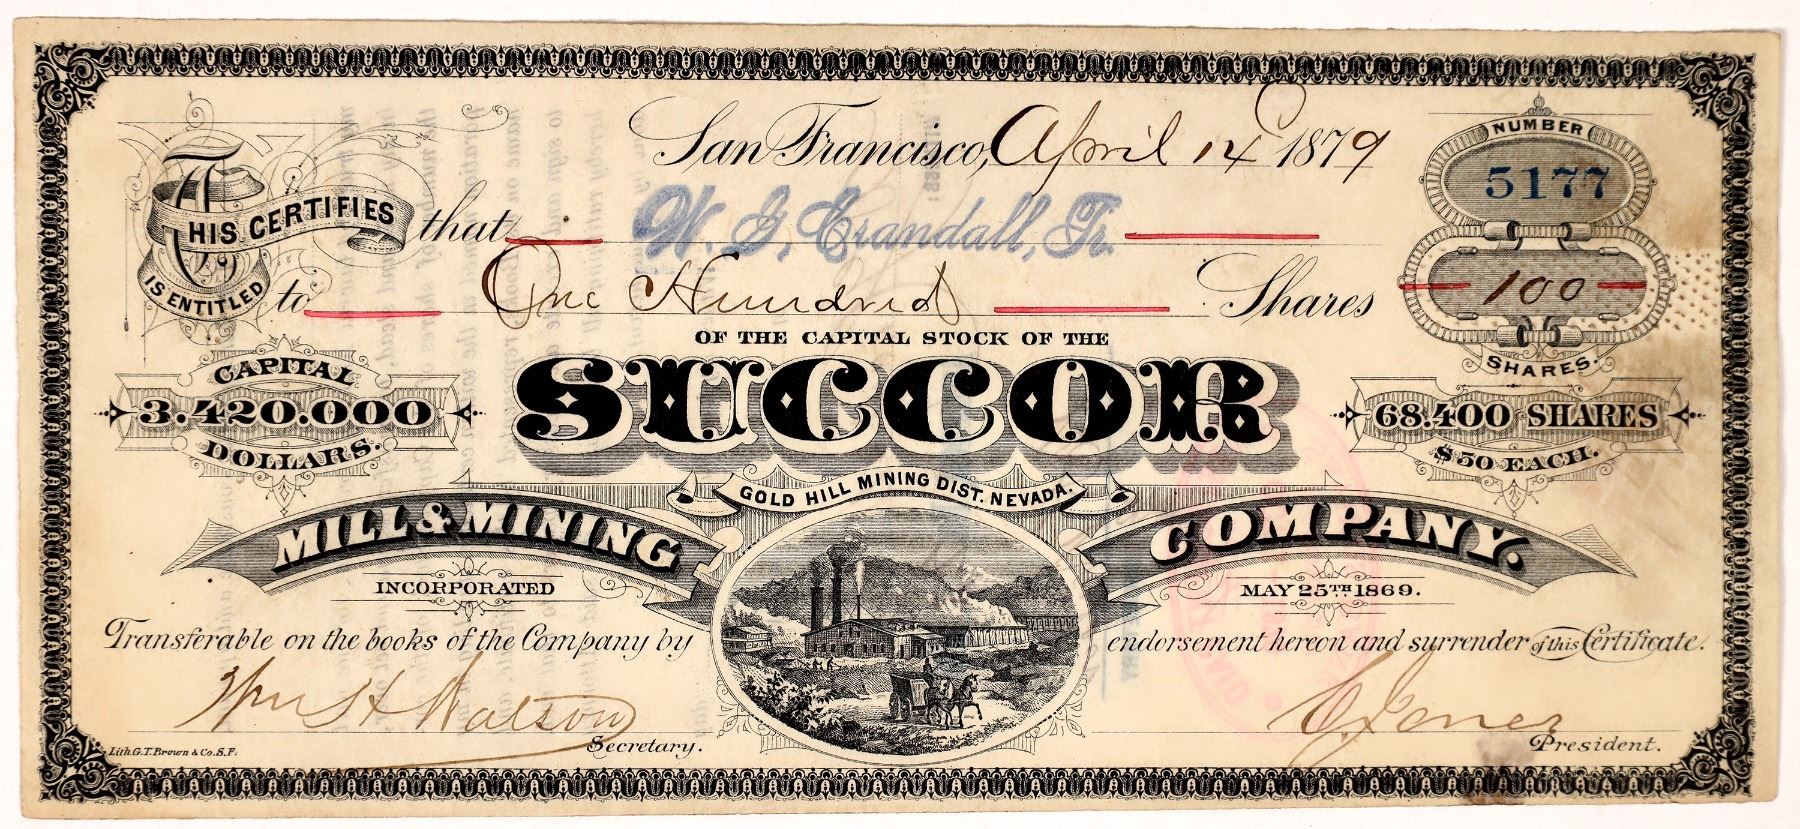 San Francisco, April 14 1879
NUMBER
5177
THIS CERTIFIES that W. G. Crandall, Jr.
IS ENTITLED to One Hundred Shares
100
SHARES.
OF THE CAPITAL STOCK OF THE
CAPITAL
3.420.000
DOLLARS.
SUCCOR
68.400 SHARES
$50 EACH.
GOLD HILL MINING DIST. NEVADA.
MILL & MINING COMPANY.
INCORPORATED MAY 25TH 1869.
Transferable on the books of the Company by endorsement hereon and surrender of this Certificate.
Wm H Watson
Secretary.
President.
Lith. G.T. Brown & Co. S.F.